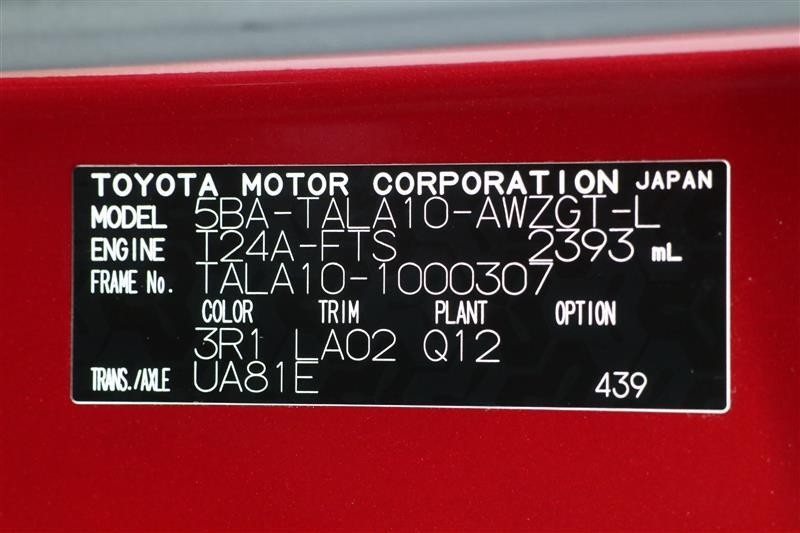 TOYOTA MOTOR CORPORATION JAPAN
MODEL 5BA-TALA10-AWZGT-L
ENGINE T24A-FTS 2393 mL
FRAME No. TALA10-1000307
COLOR TRIM PLANT OPTION
3R1 LA02 Q12
TRANS./AXLE UA81E 439